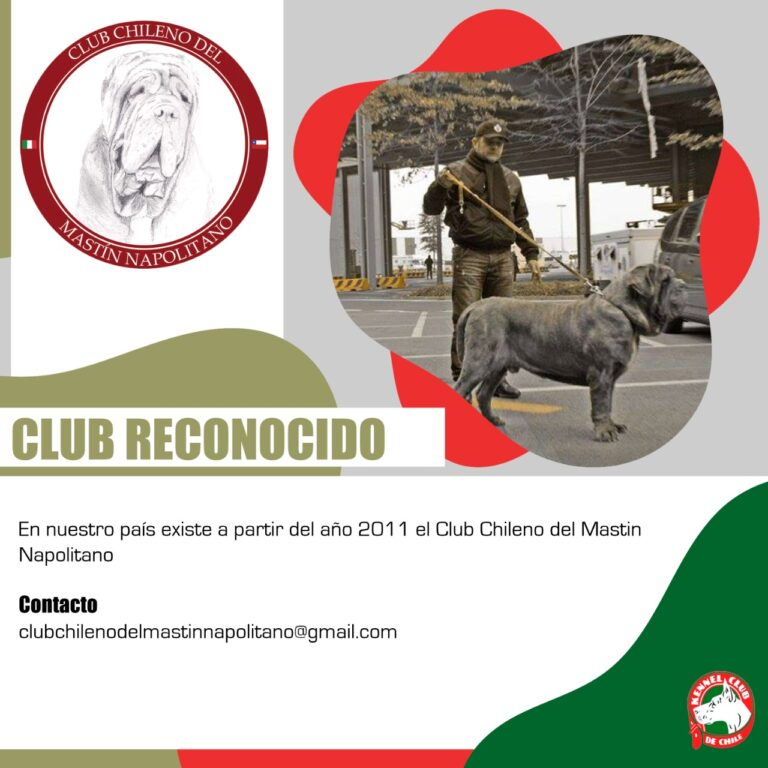 CLUB CHILENO DEL
MASTÍN NAPOLITANO
CLUB RECONOCIDO
En nuestro país existe a partir del año 2011 el Club Chileno del Mastin
Napolitano
Contacto
clubchilenodelmastinnapolitano@gmail.com
KENNEL CLUB
DE CHILE